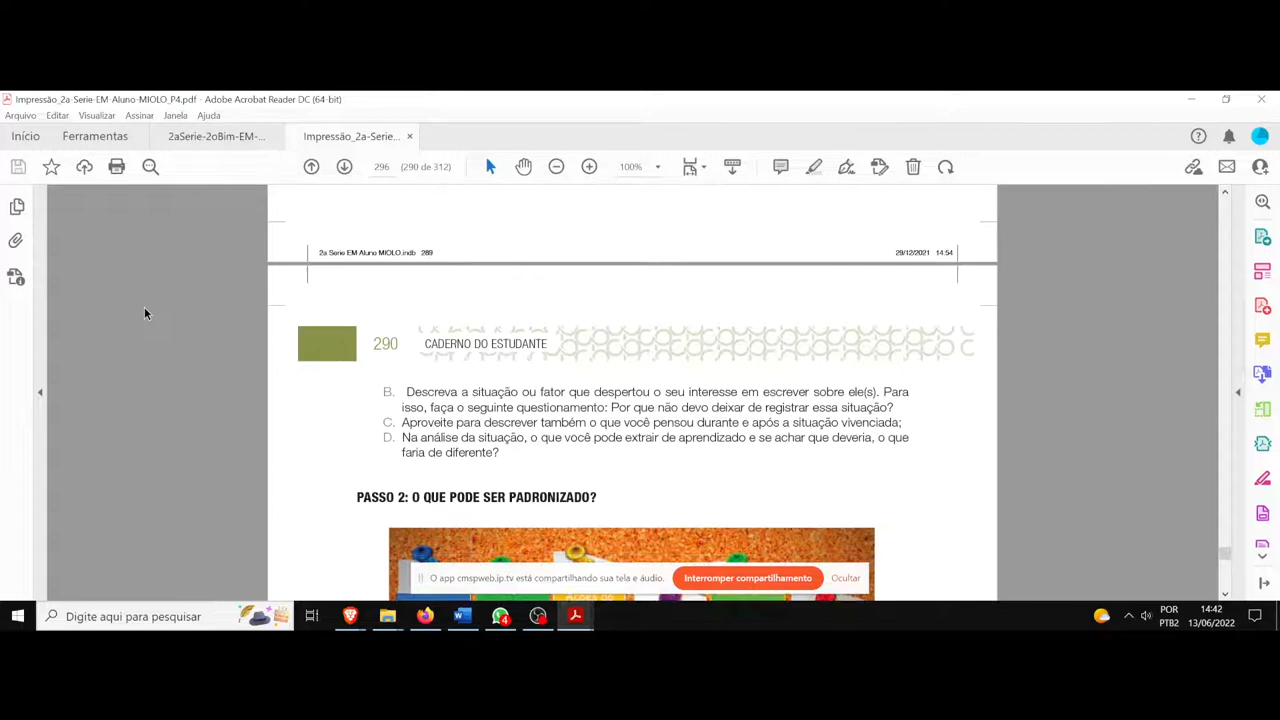 Impressão_2a-Serie-EM-Aluno-MIOLO_P4.pdf - Adobe Acrobat Reader DC (64-bit)
Arquivo Editar Visualizar Assinar Janela Ajuda
Início Ferramentas 2aSerie-2oBim-EM-... Impressão_2a-Serie... ×
296 (290 de 312) 100%
2a Serie EM Aluno MIOLO.indb 289 29/12/2021 14:54
290 CADERNO DO ESTUDANTE
B. Descreva a situação ou fator que despertou o seu interesse em escrever sobre ele(s). Para
isso, faça o seguinte questionamento: Por que não devo deixar de registrar essa situação?
C. Aproveite para descrever também o que você pensou durante e após a situação vivenciada;
D. Na análise da situação, o que você pode extrair de aprendizado e se achar que deveria, o que
faria de diferente?
PASSO 2: O QUE PODE SER PADRONIZADO?
O app cmspweb.ip.tv está compartilhando sua tela e áudio. Interromper compartilhamento Ocultar
Digite aqui para pesquisar 4 POR 14:42
PTB2 13/06/2022